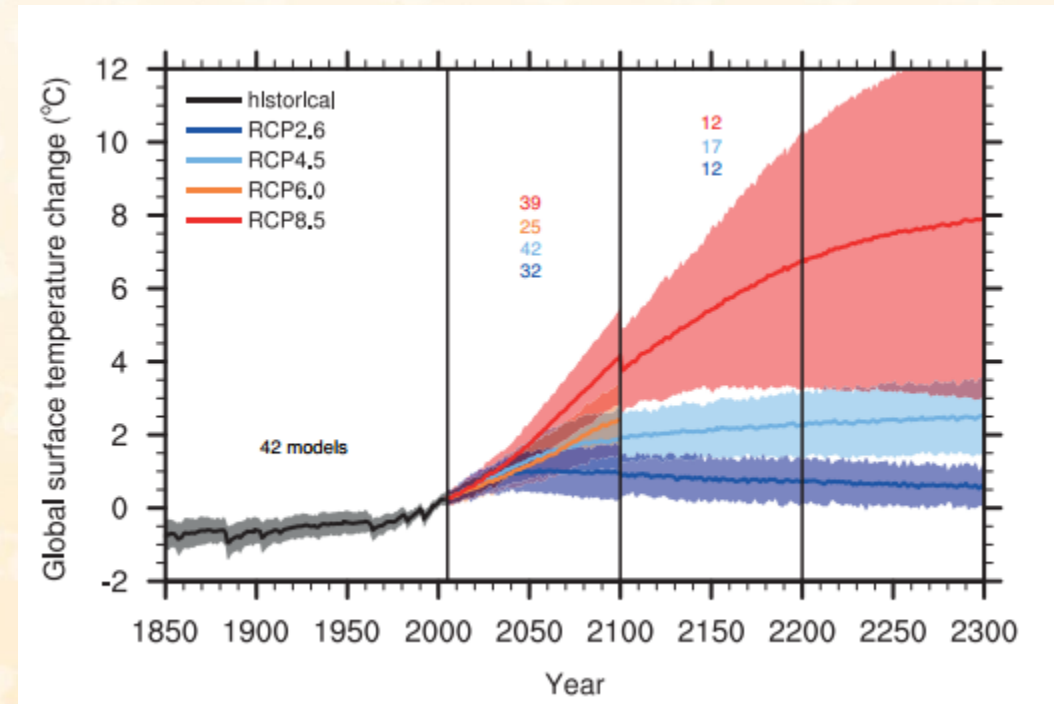 Global surface temperature change (°C)
12
10
8
6
4
2
0
-2
historical
RCP2.6
RCP4.5
RCP6.0
RCP8.5
42 models
39
25
42
32
12
17
12
1850 1900 1950 2000 2050 2100 2150 2200 2250 2300
Year